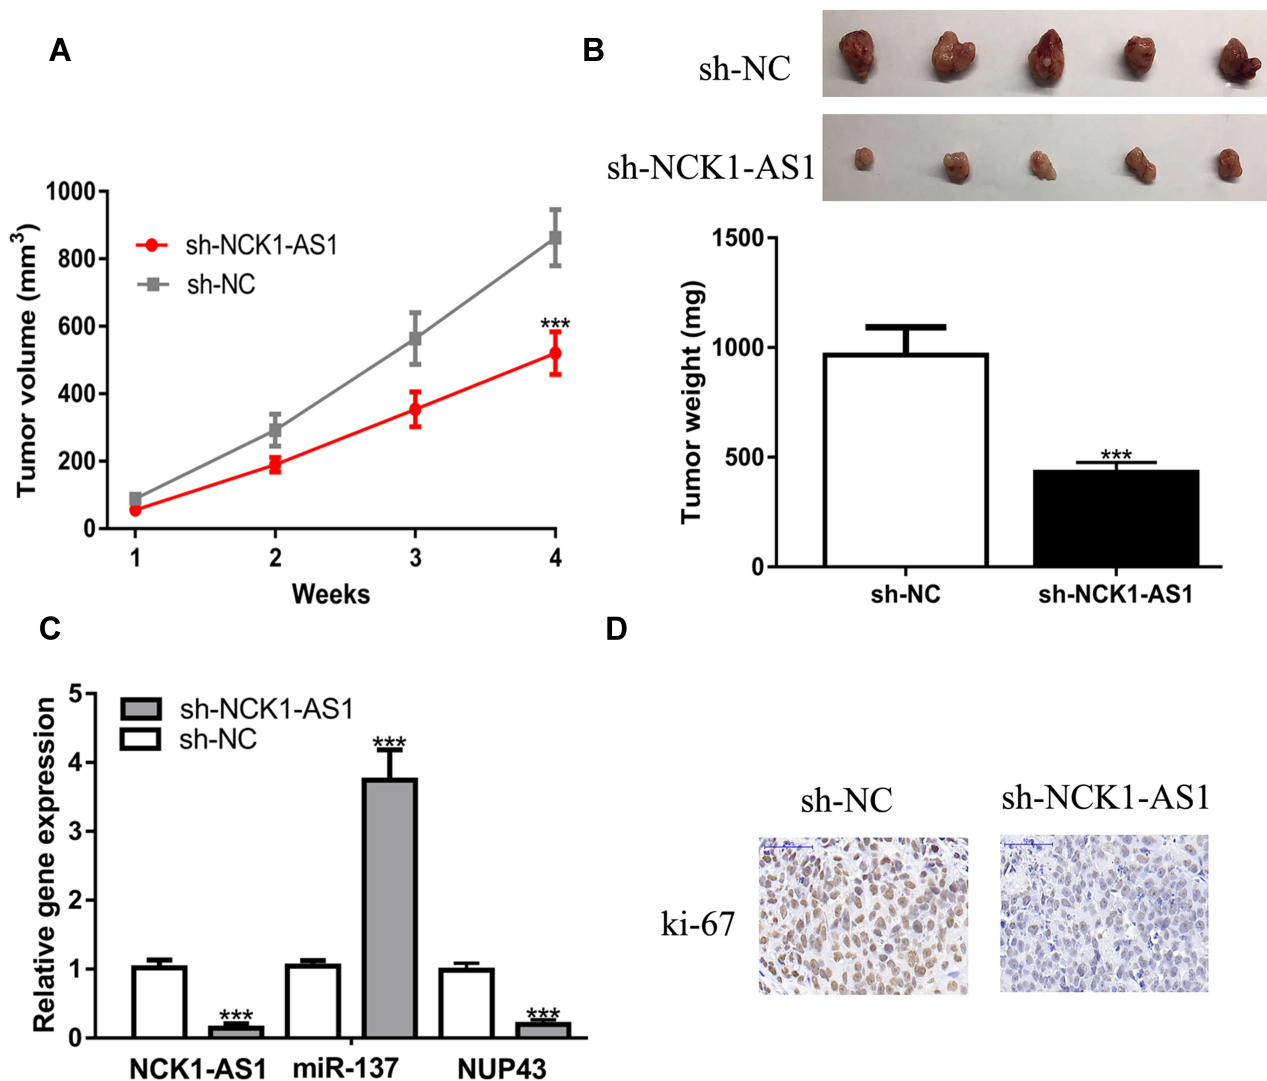 A
Tumor volume (mm³)
1000
800
600
400
200
0
sh-NCK1-AS1
sh-NC
***
1 2 3 4
Weeks
B
sh-NC
sh-NCK1-AS1
Tumor weight (mg)
1500
1000
500
0
***
sh-NC sh-NCK1-AS1
C
Relative gene expression
5
4
3
2
1
0
sh-NCK1-AS1
sh-NC
***
***
***
NCK1-AS1 miR-137 NUP43
D
sh-NC sh-NCK1-AS1
ki-67